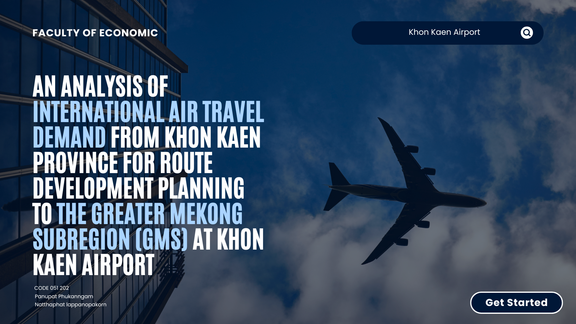 FACULTY OF ECONOMIC
Khon Kaen Airport
AN ANALYSIS OF
INTERNATIONAL AIR TRAVEL
DEMAND FROM KHON KAEN
PROVINCE FOR ROUTE
DEVELOPMENT PLANNING
TO THE GREATER MEKONG
SUBREGION (GMS) AT KHON
KAEN AIRPORT
CODE 051 202
Panupat Phukanngam
Natthaphat Iappanopakorn
Get Started